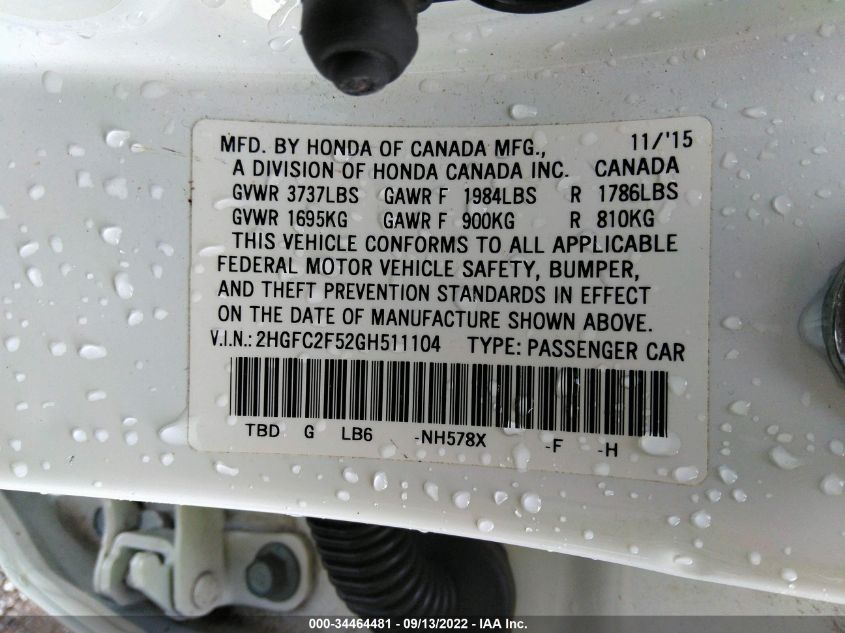 MFD. BY HONDA OF CANADA MFG., 11/'15
A DIVISION OF HONDA CANADA INC. CANADA
GVWR 3737LBS GAWR F 1984LBS R 1786LBS
GVWR 1695KG GAWR F 900KG R 810KG
THIS VEHICLE CONFORMS TO ALL APPLICABLE
FEDERAL MOTOR VEHICLE SAFETY, BUMPER,
AND THEFT PREVENTION STANDARDS IN EFFECT
ON THE DATE OF MANUFACTURE SHOWN ABOVE.
V.I.N.: 2HGFC2F52GH511104 TYPE: PASSENGER CAR
TBD G LB6 -NH578X -F -H
000-34464481 - 09/13/2022 - IAA Inc.